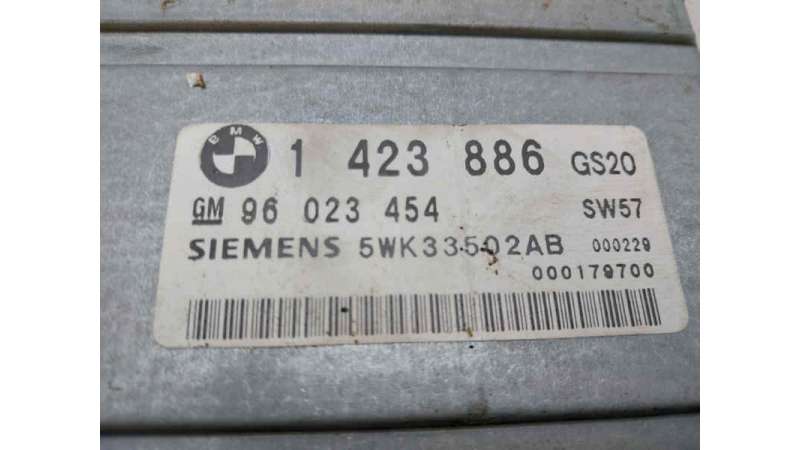 BMW 1 423 886 GS20
GM 96 023 454 SW57
SIEMENS 5WK33502AB 000229
000179700